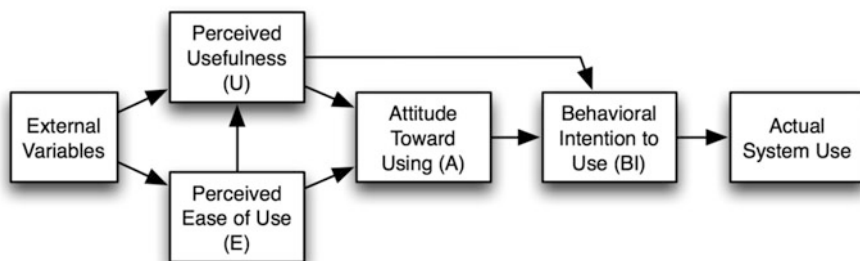 Perceived
Usefulness
(U)
External
Variables
Perceived
Ease of Use
(E)
Attitude
Toward
Using (A)
Behavioral
Intention to
Use (BI)
Actual
System Use